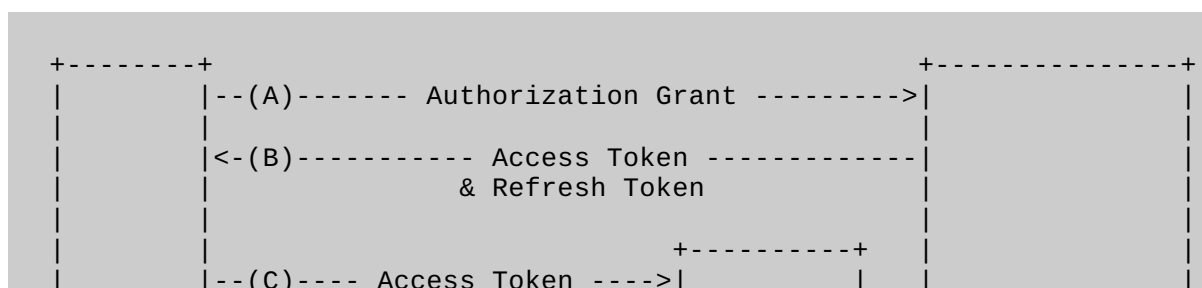 +--------+                                           +---------------+
|        |--(A)------- Authorization Grant --------->|               |
|        |                                           |               |
|        |<-(B)----------- Access Token -------------|               |
|        |               & Refresh Token             |               |
|        |                                           |               |
|        |                            +----------+   |               |
|        |--(C)---- Access Token ---->|          |   |               |